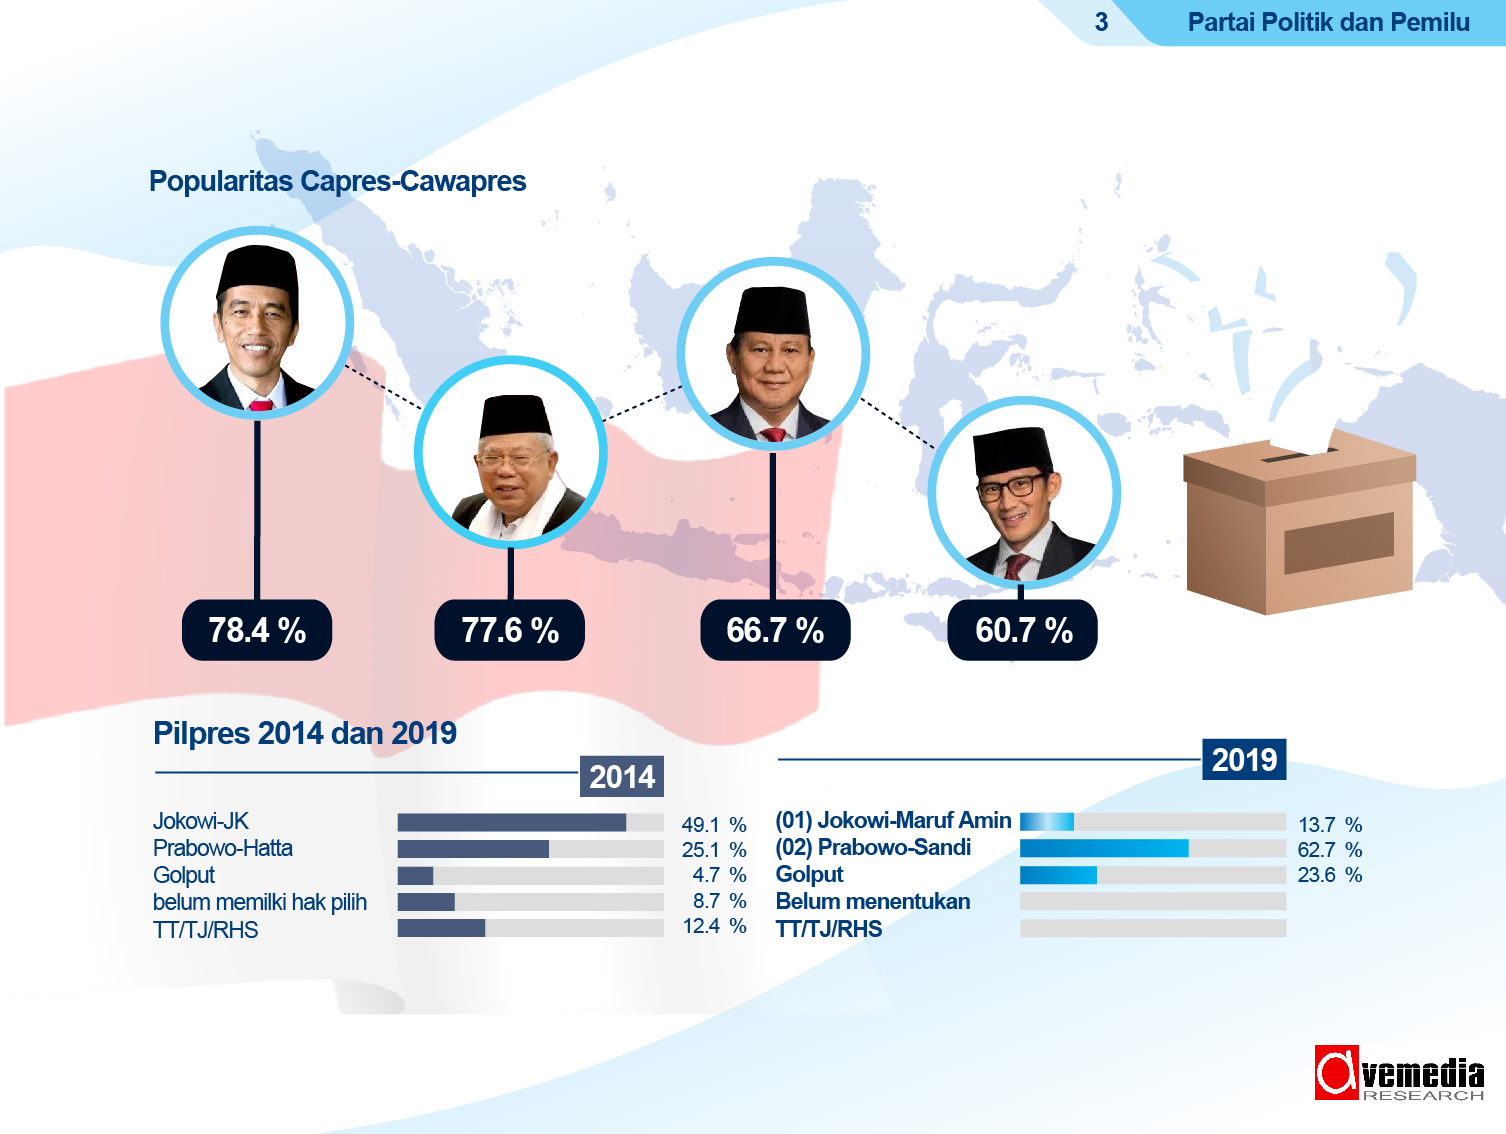 3 Partai Politik dan Pemilu
Popularitas Capres-Cawapres
78.4 %
77.6 %
66.7 %
60.7 %
Pilpres 2014 dan 2019
2014
Jokowi-JK 49.1 %
Prabowo-Hatta 25.1 %
Golput 4.7 %
belum memilki hak pilih 8.7 %
TT/TJ/RHS 12.4 %
2019
(01) Jokowi-Maruf Amin 13.7 %
(02) Prabowo-Sandi 62.7 %
Golput 23.6 %
Belum menentukan
TT/TJ/RHS
avemedia
RESEARCH